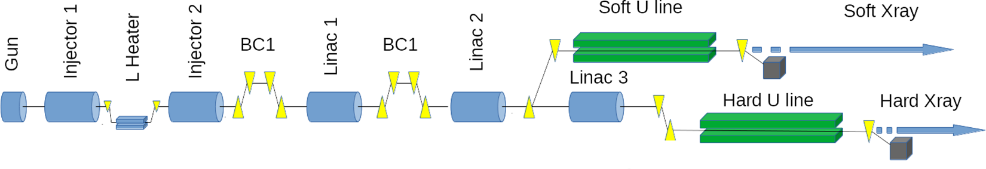 Gun
Injector 1
L Heater
Injector 2
BC1
Linac 1
BC1
Linac 2
Soft U line
Soft Xray
Linac 3
Hard U line
Hard Xray